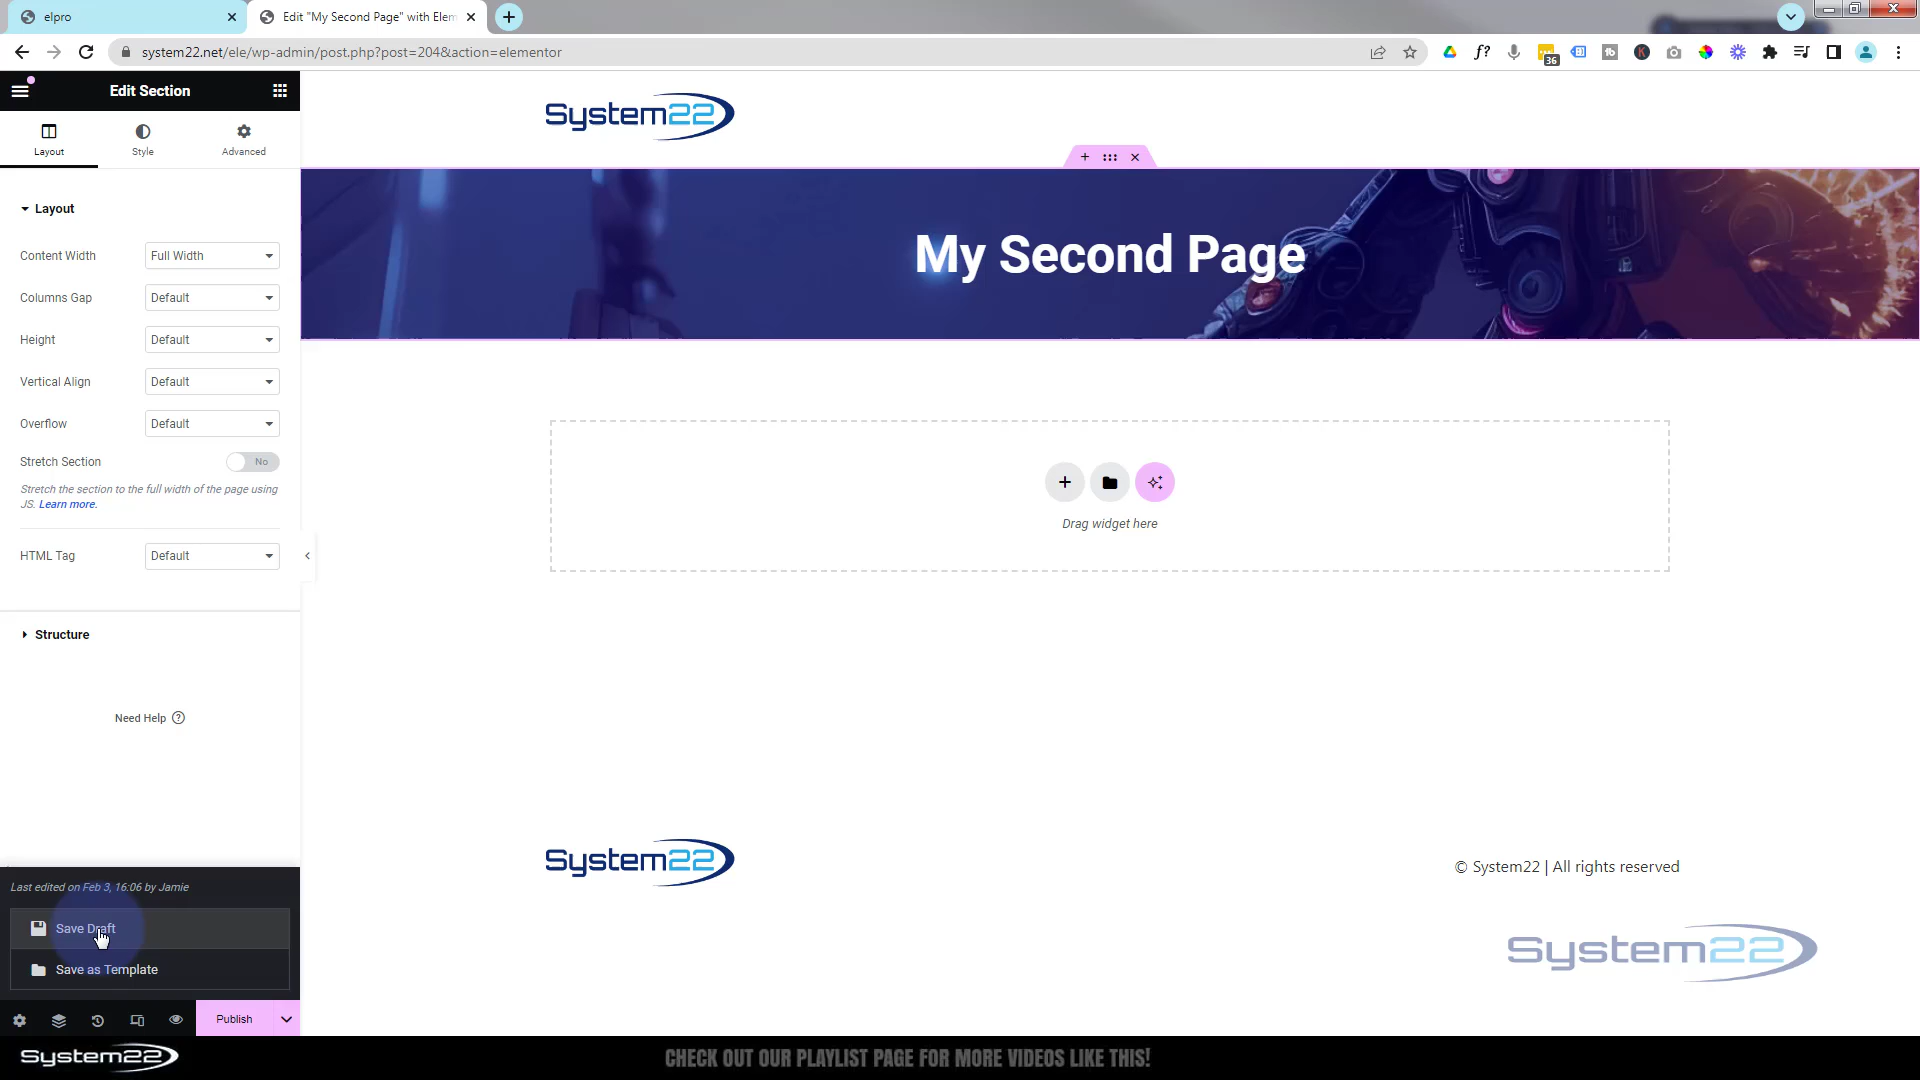 elpro
Edit "My Second Page" with Elem
system22.net/ele/wp-admin/post.php?post=204&action=elementor
f?
36
Edit Section
System22
Layout
Style
Advanced
Layout
Content Width
Full Width
My Second Page
Columns Gap
Default
Height
Default
Vertical Align
Default
Overflow
Default
Stretch Section
No
Stretch the section to the full width of the page using
JS. Learn more.
Drag widget here
HTML Tag
Default
Structure
Need Help
System22
© System22 | All rights reserved
Last edited on Feb 3, 16:06 by Jamie
Save Draft
Save as Template
System22
Publish
System22
CHECK OUT OUR PLAYLIST PAGE FOR MORE VIDEOS LIKE THIS!